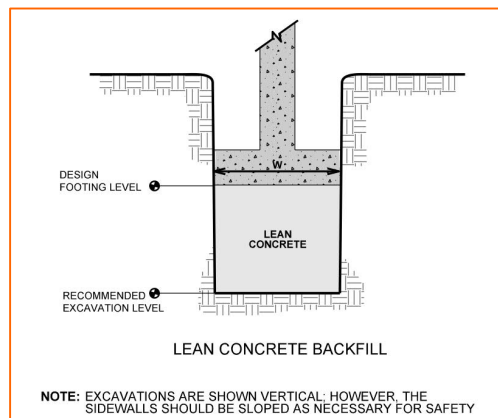 W
DESIGN
FOOTING LEVEL
LEAN
CONCRETE
RECOMMENDED
EXCAVATION LEVEL
LEAN CONCRETE BACKFILL
NOTE: EXCAVATIONS ARE SHOWN VERTICAL; HOWEVER, THE
SIDEWALLS SHOULD BE SLOPED AS NECESSARY FOR SAFETY